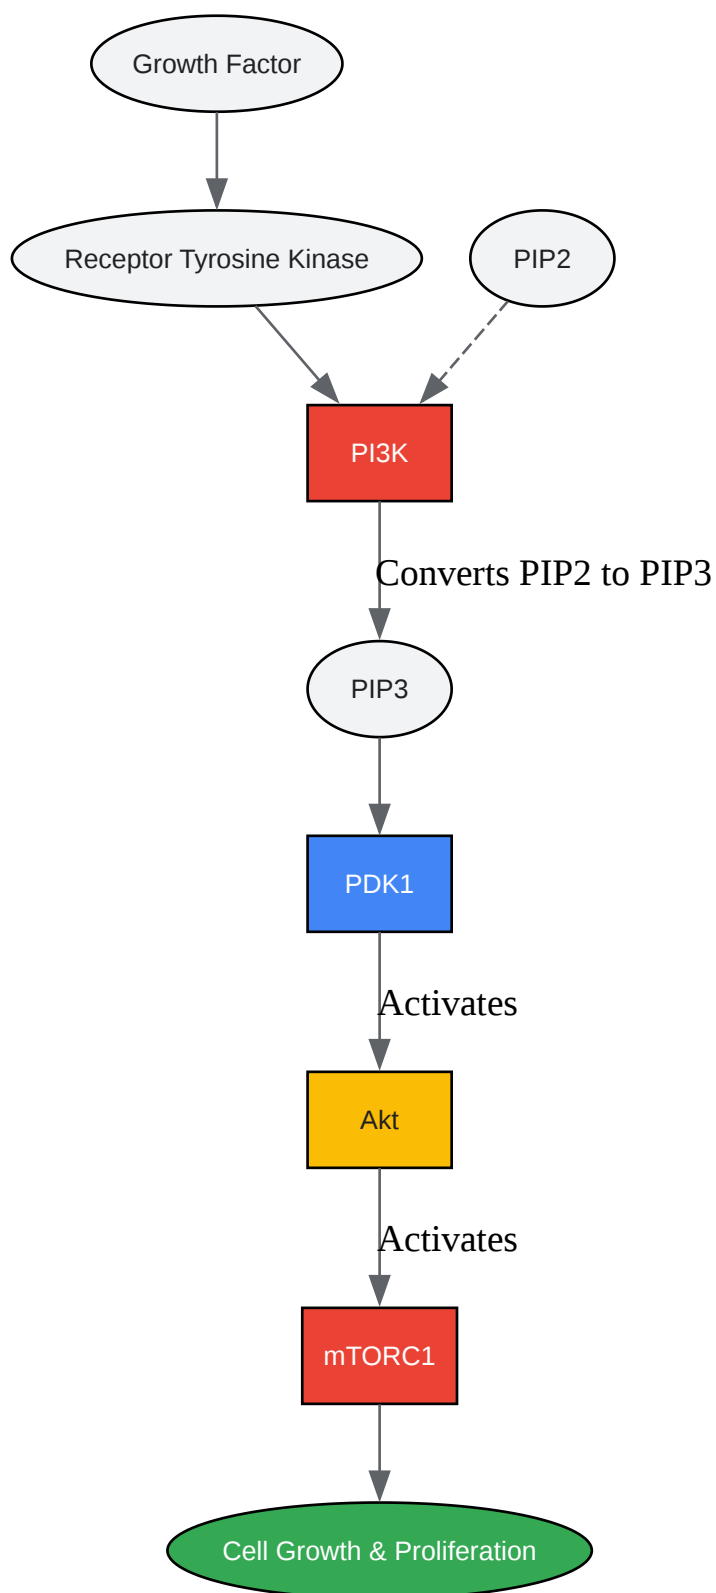 Growth Factor
Receptor Tyrosine Kinase
PIP2
PI3K
Converts PIP2 to PIP3
PIP3
PDK1
Activates
Akt
Activates
mTORC1
Cell Growth & Proliferation